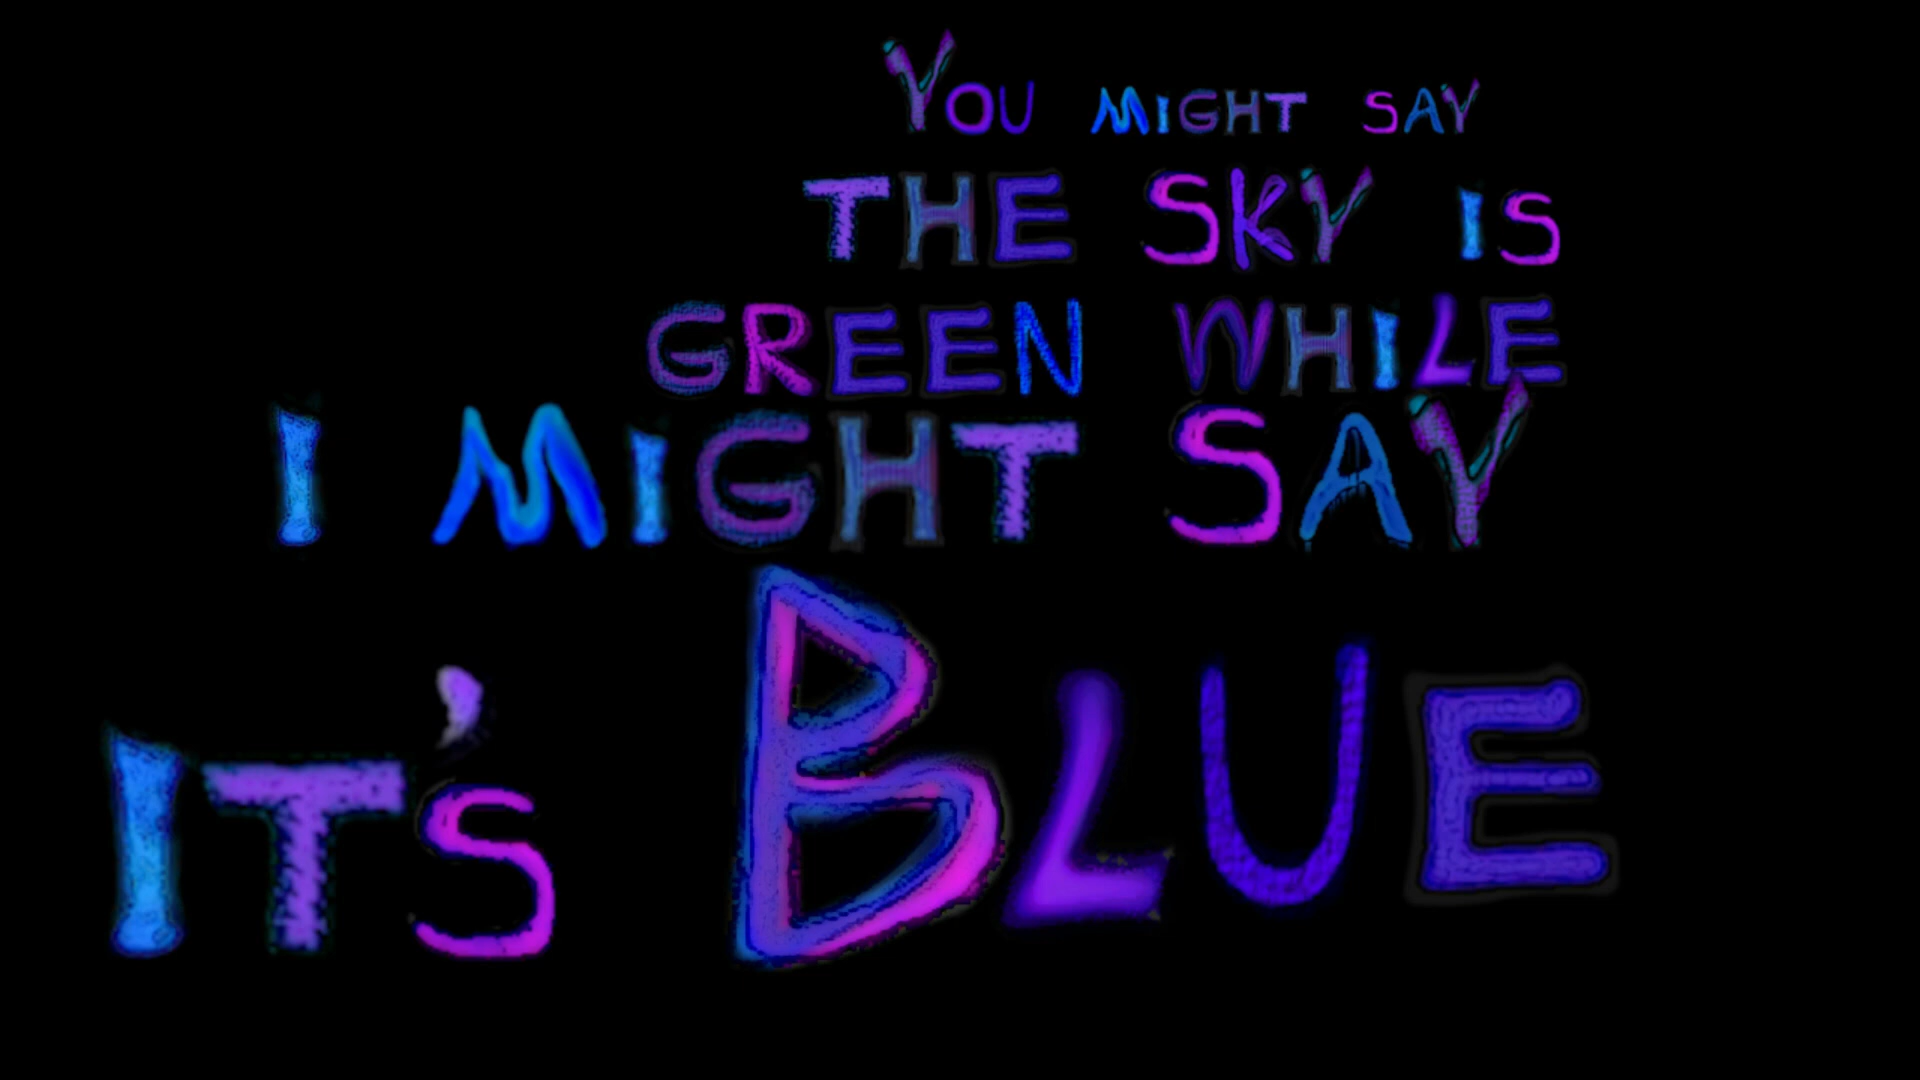 You might say
THE SKY is
GREEN WHILE
I MIGHT SAY
IT's BLUE